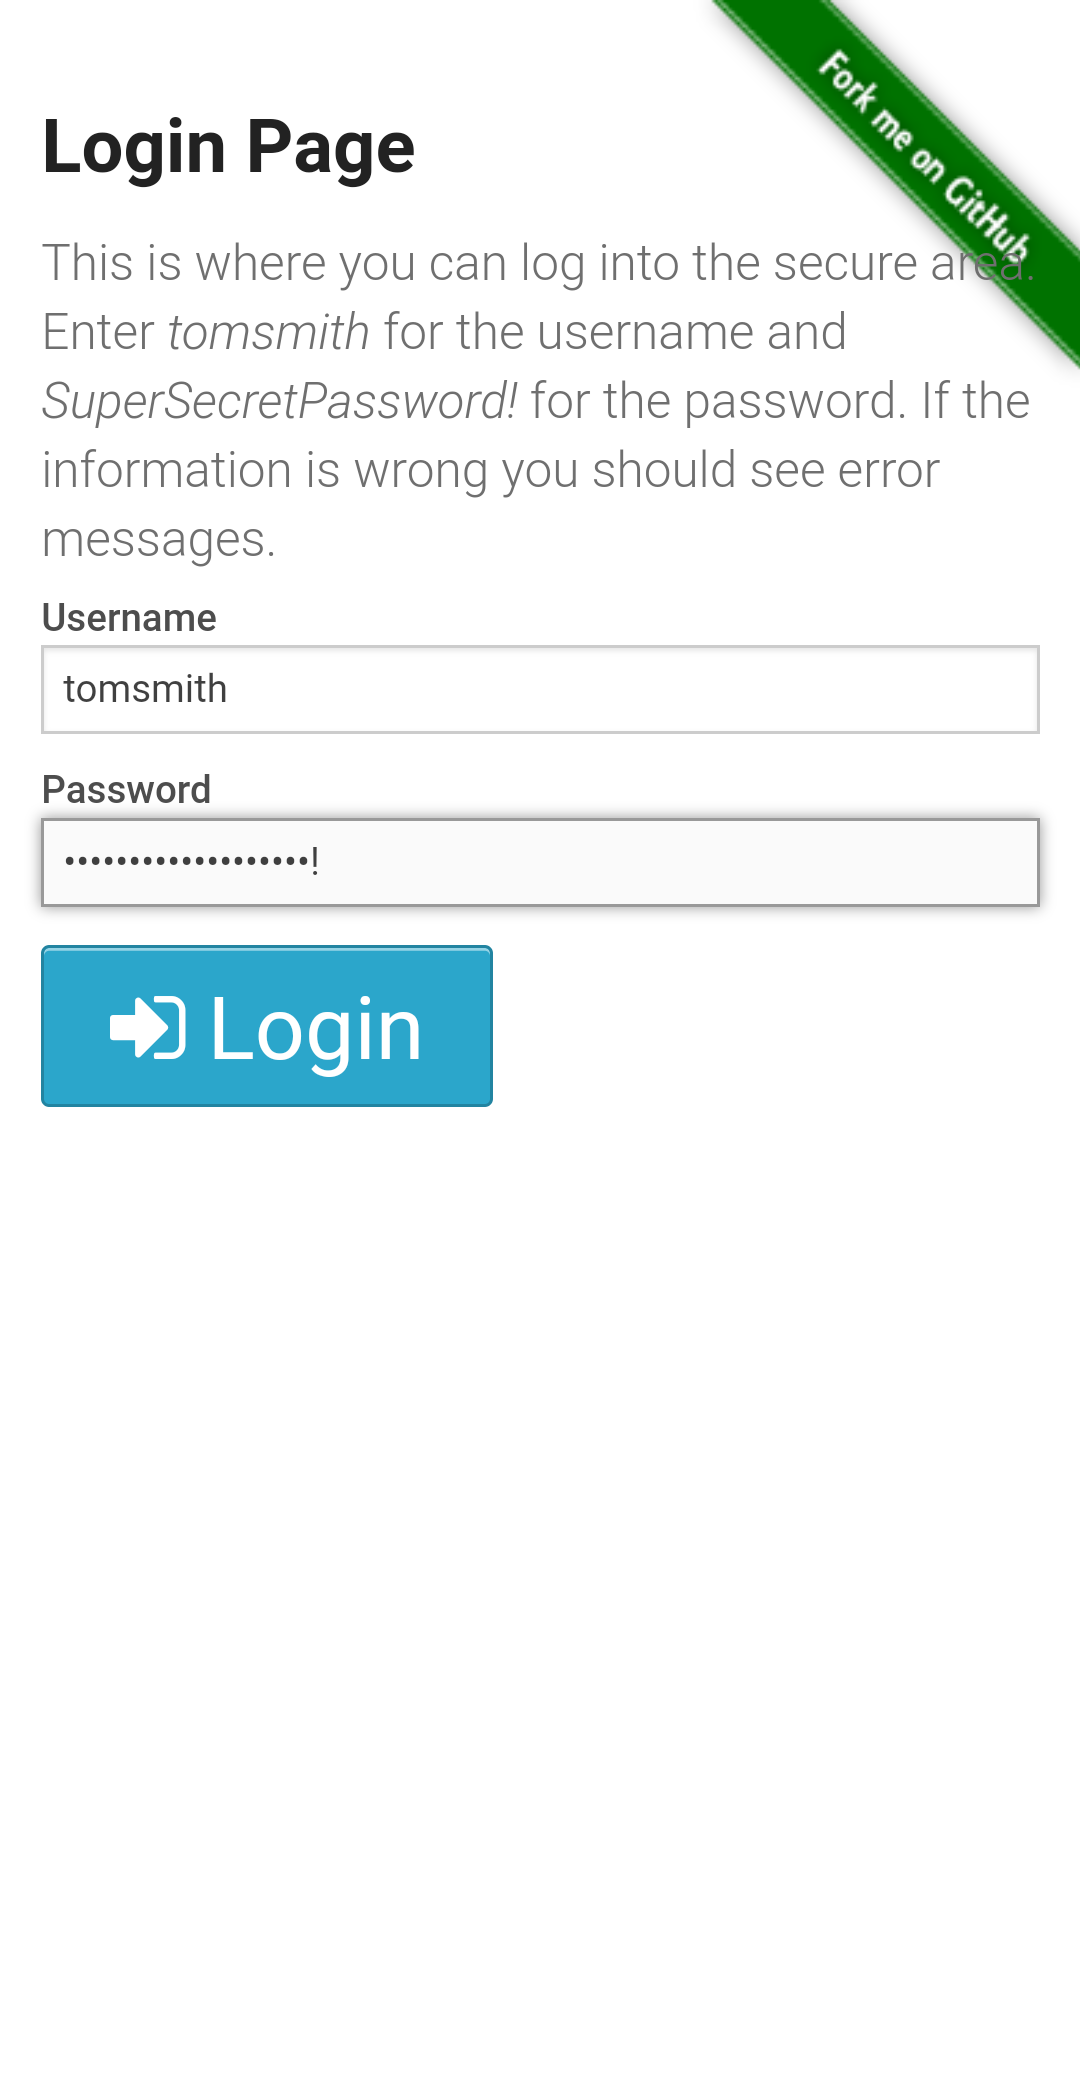 Fork me on GitHub
Login Page
This is where you can log into the secure area.
Enter tomsmith for the username and
SuperSecretPassword! for the password. If the
information is wrong you should see error
messages.
Username
tomsmith
Password
•••••••••••••••••••!
Login